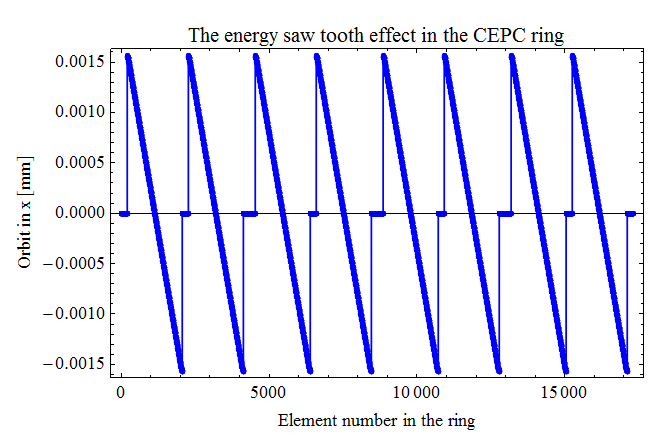 The energy saw tooth effect in the CEPC ring
0.0015
0.0010
0.0005
0.0000
−0.0005
−0.0010
−0.0015
Orbit in x [mm]
0 5000 10 000 15 000
Element number in the ring